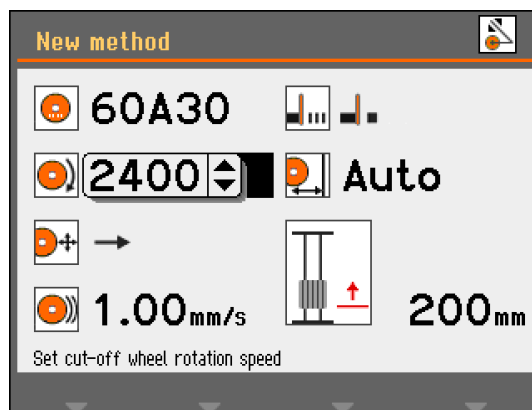 New method
60A30
2400
Auto
1.00mm/s
200mm
Set cut-off wheel rotation speed